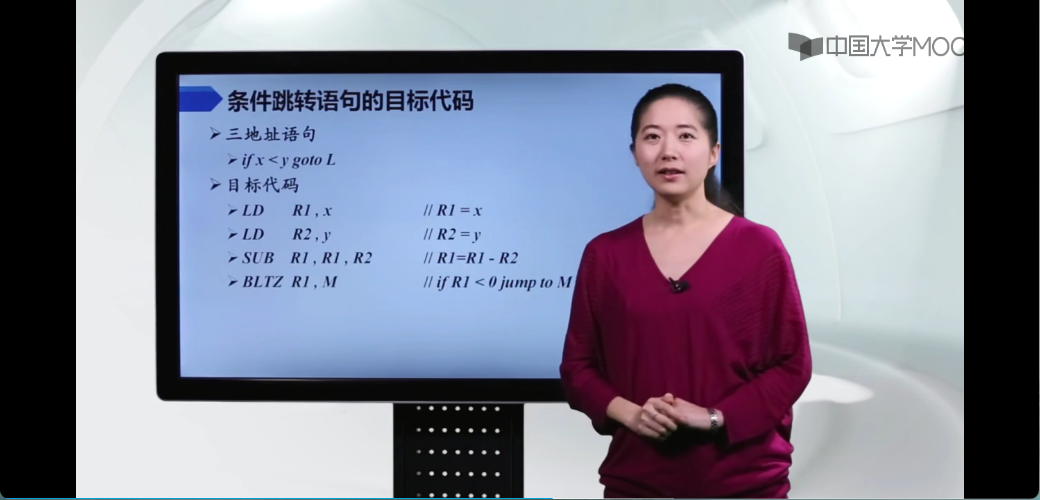 中国大学MOO
条件跳转语句的目标代码
➢三地址语句
➢if x < y goto L
➢目标代码
➢LD R1 , x // R1 = x
➢LD R2 , y // R2 = y
➢SUB R1 , R1 , R2 // R1=R1 - R2
➢BLTZ R1 , M // if R1 < 0 jump to M